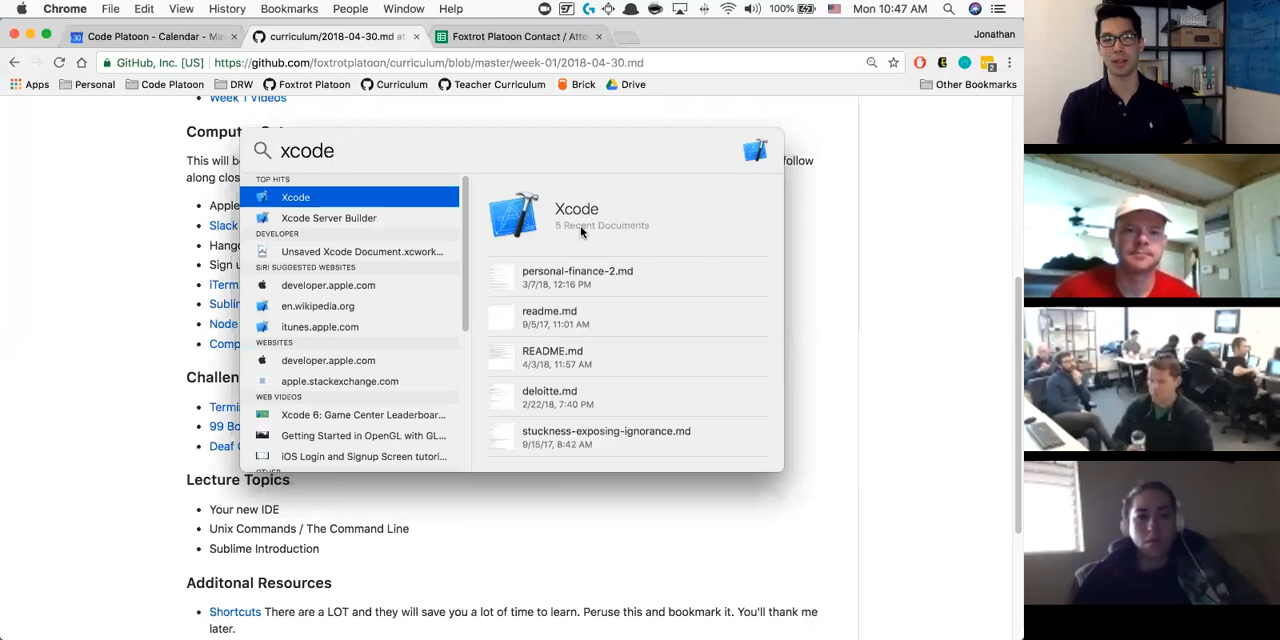 Chrome File Edit View History Bookmarks People Window Help 100% Mon 10:47 AM
Code Platoon - Calendar - Ma
curriculum/2018-04-30.md at
Foxtrot Platoon Contact / Atte
Jonathan
GitHub, Inc. [US] https://github.com/foxtrotplatoon/curriculum/blob/master/week-01/2018-04-30.md
Apps Personal Code Platoon DRW Foxtrot Platoon Curriculum Teacher Curriculum Brick Drive Other Bookmarks
Week 1 Videos
This will be
follow
along clos
Apple
Slack
Hang
Sign u
iTerm
Sublin
Node
Comp
Challen
Termi
99 Bo
Deaf
xcode
TOP HITS
Xcode
Xcode Server Builder
DEVELOPER
Unsaved Xcode Document.xcwork...
SIRI SUGGESTED WEBSITES
developer.apple.com
en.wikipedia.org
itunes.apple.com
WEBSITES
developer.apple.com
apple.stackexchange.com
WEB VIDEOS
Xcode 6: Game Center Leaderboar...
Getting Started in OpenGL with GL...
iOS Login and Signup Screen tutori...
Xcode
5 Recent Documents
personal-finance-2.md
3/7/18, 12:16 PM
readme.md
9/5/17, 11:01 AM
README.md
4/3/18, 11:57 AM
deloitte.md
2/22/18, 7:40 PM
stuckness-exposing-ignorance.md
9/15/17, 8:42 AM
Lecture Topics
Your new IDE
Unix Commands / The Command Line
Sublime Introduction
Additonal Resources
Shortcuts There are a LOT and they will save you a lot of time to learn. Peruse this and bookmark it. You'll thank me
later.